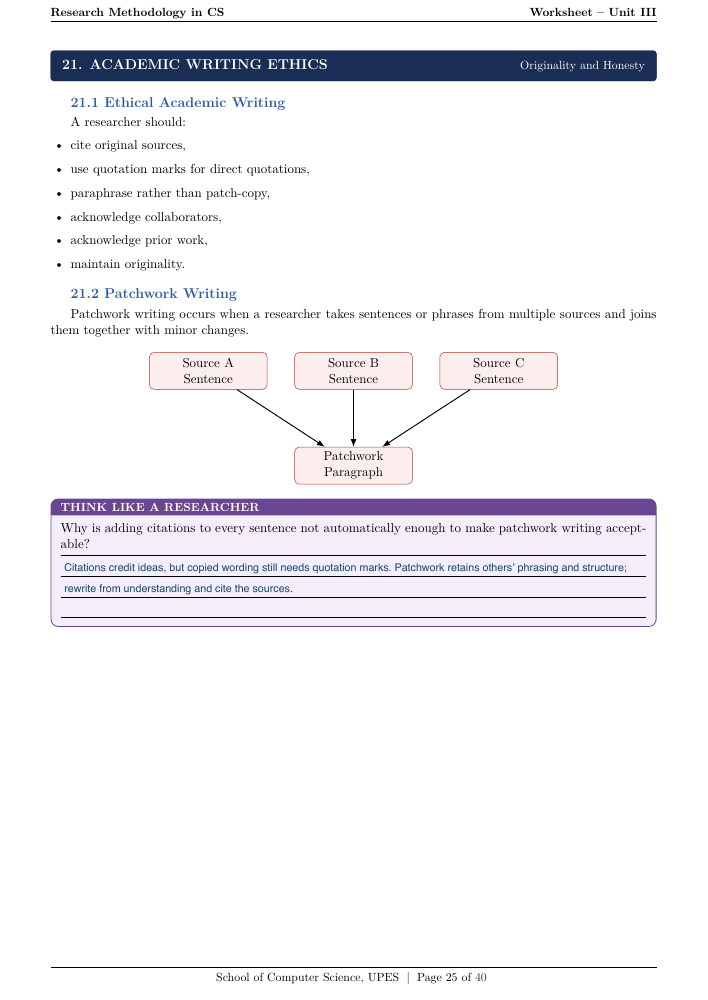 Research Methodology in CS    Worksheet – Unit III
21. ACADEMIC WRITING ETHICS    Originality and Honesty
21.1 Ethical Academic Writing
A researcher should:
• cite original sources,
• use quotation marks for direct quotations,
• paraphrase rather than patch-copy,
• acknowledge collaborators,
• acknowledge prior work,
• maintain originality.
21.2 Patchwork Writing
Patchwork writing occurs when a researcher takes sentences or phrases from multiple sources and joins
them together with minor changes.
Source A    Source B    Source C
Sentence    Sentence    Sentence
Patchwork
Paragraph
THINK LIKE A RESEARCHER
Why is adding citations to every sentence not automatically enough to make patchwork writing accept-
able?
Citations credit ideas, but copied wording still needs quotation marks. Patchwork retains others’ phrasing and structure;
rewrite from understanding and cite the sources.
School of Computer Science, UPES | Page 25 of 40